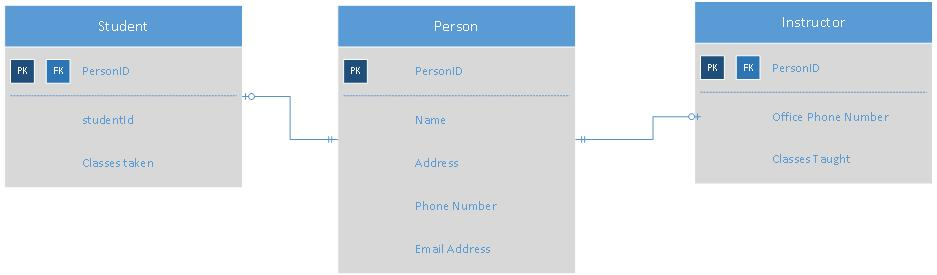 Student
PK FK PersonID
studentId
Classes taken
Person
PK PersonID
Name
Address
Phone Number
Email Address
Instructor
PK FK PersonID
Office Phone Number
Classes Taught